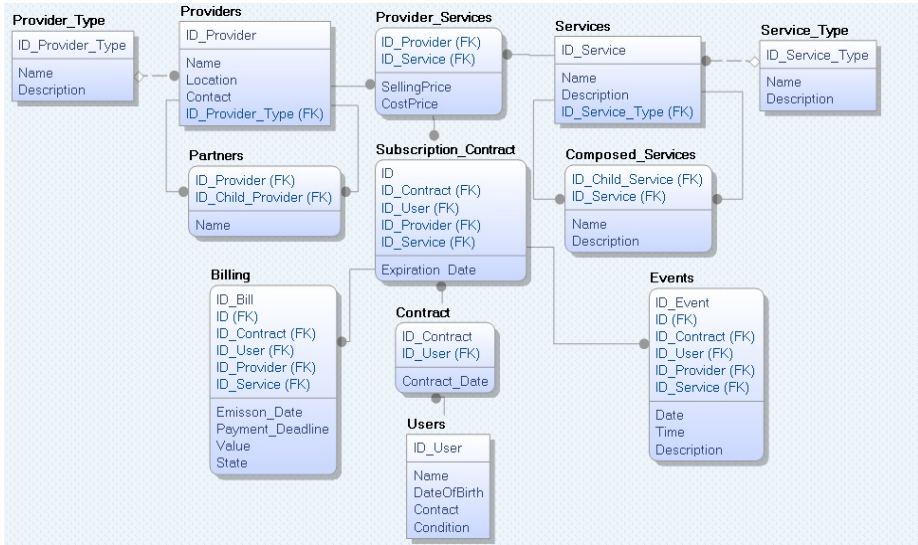 Provider_Type
ID_Provider_Type
Name
Description
Providers
ID_Provider
Name
Location
Contact
ID_Provider_Type (FK)
Provider_Services
ID_Provider (FK)
ID_Service (FK)
SellingPrice
CostPrice
Services
ID_Service
Name
Description
ID_Service_Type (FK)
Service_Type
ID_Service_Type
Name
Description
Partners
ID_Provider (FK)
ID_Child_Provider (FK)
Name
Subscription_Contract
ID
ID_Contract (FK)
ID_User (FK)
ID_Provider (FK)
ID_Service (FK)
Expiration_Date
Composed_Services
ID_Child_Service (FK)
ID_Service (FK)
Name
Description
Billing
ID_Bill
ID (FK)
ID_Contract (FK)
ID_User (FK)
ID_Provider (FK)
ID_Service (FK)
Emisson_Date
Payment_Deadline
Value
State
Contract
ID_Contract
ID_User (FK)
Contract_Date
Events
ID_Event
ID (FK)
ID_Contract (FK)
ID_User (FK)
ID_Provider (FK)
ID_Service (FK)
Date
Time
Description
Users
ID_User
Name
DateOfBirth
Contact
Condition